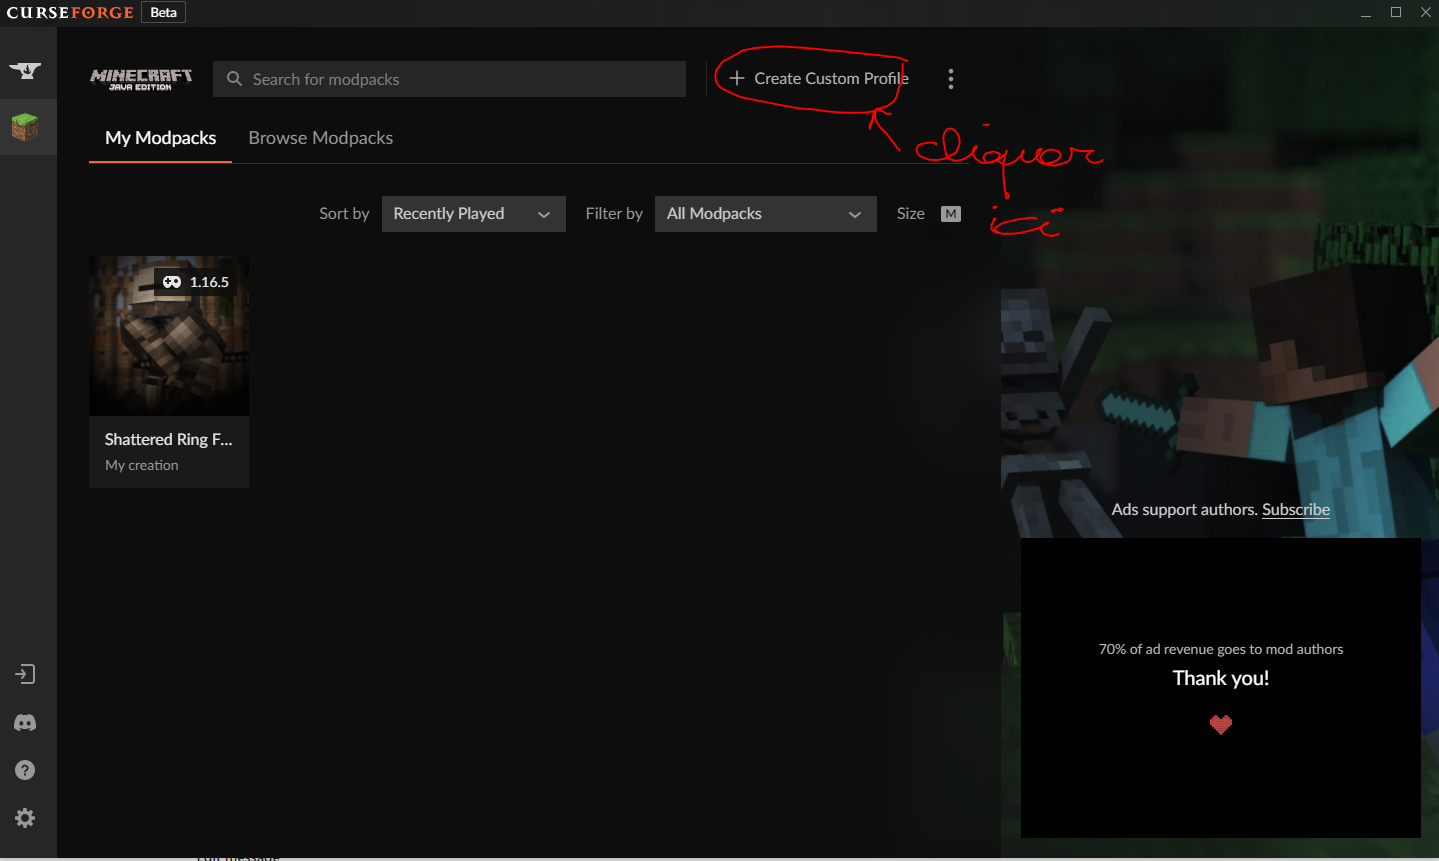 CURSEFORGE Beta
MINECRAFT
JAVA EDITION
Search for modpacks
Create Custom Profile
cliquer
ici
My Modpacks Browse Modpacks
Sort by Recently Played Filter by All Modpacks Size M
1.16.5
Shattered Ring F...
My creation
Ads support authors. Subscribe
70% of ad revenue goes to mod authors
Thank you!
Edit message